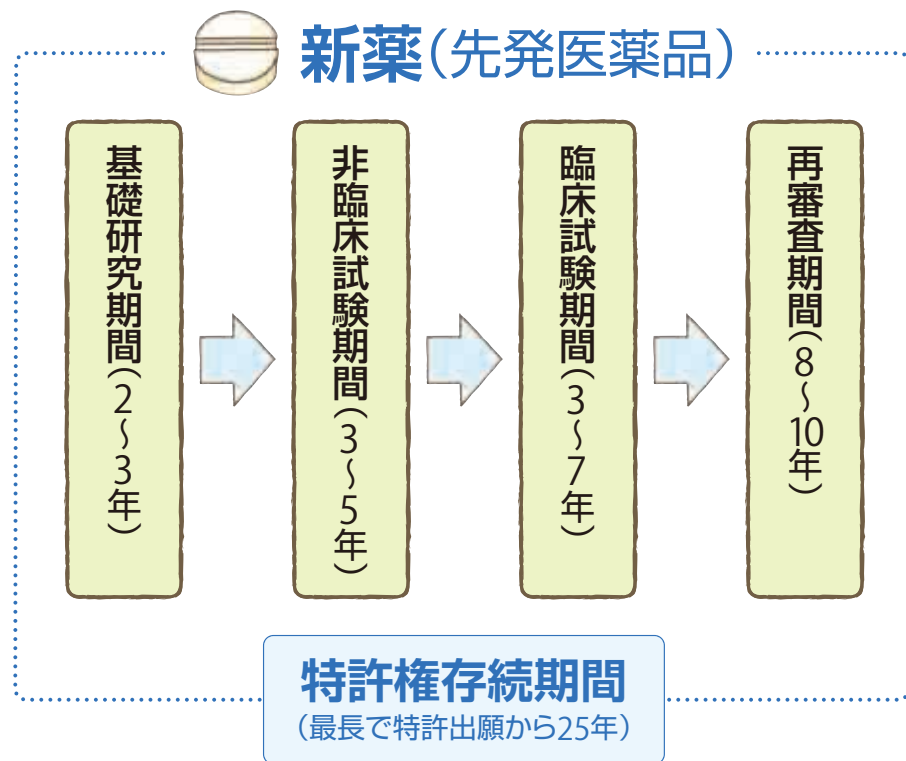 新薬（先発医薬品）
基礎研究期間（2〜3年）
非臨床試験期間（3〜5年）
臨床試験期間（3〜7年）
再審査期間（8〜10年）
特許権存続期間
（最長で特許出願から25年）